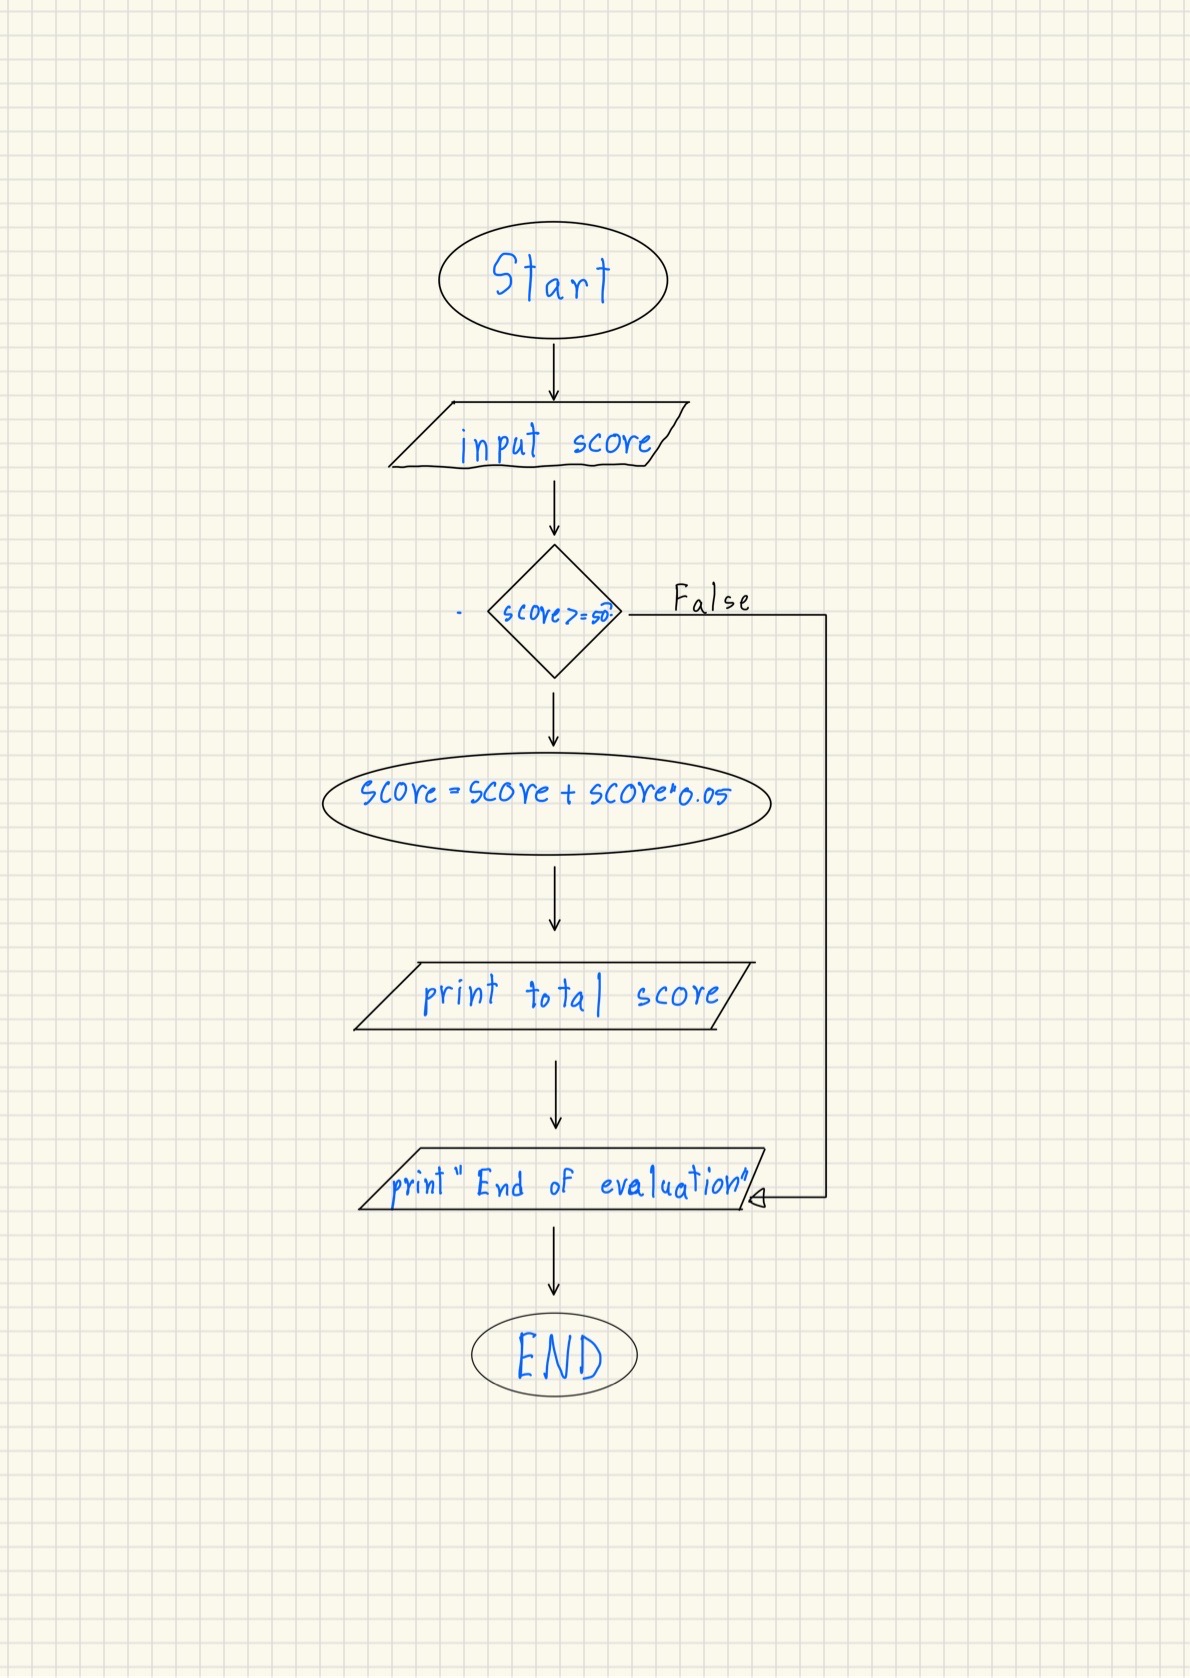 Start
input score
score>=50?
False
score = score + score*0.05
print total score
print "End of evaluation"
END